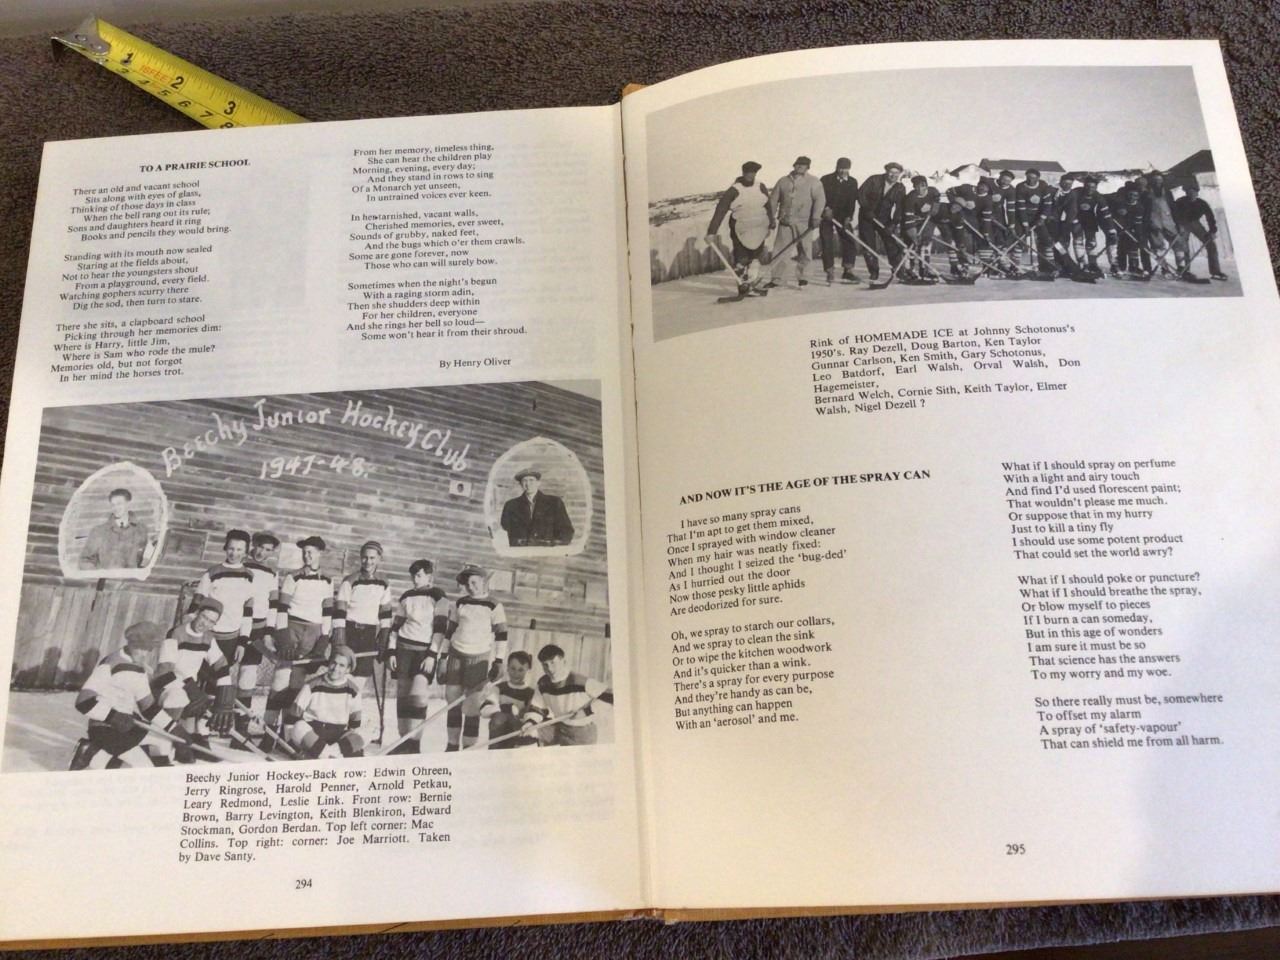 1 2 3
16FEET
4 5 6 7 8
TO A PRAIRIE SCHOOL
There an old and vacant school
Sits along with eyes of glass,
Thinking of those days in class
When the bell rang out its rule;
Sons and daughters heard it ring
Books and pencils they would bring.
Standing with its mouth now sealed
Staring at the fields about,
Not to hear the youngsters shout
From a playground, every field.
Watching gophers scurry there
Dig the sod, then turn to stare.
There she sits, a clapboard school
Picking through her memories dim:
Where is Harry, little Jim,
Where is Sam who rode the mule?
Memories old, but not forgot
In her mind the horses trot.
From her memory, timeless thing,
She can hear the children play
Morning, evening, every day;
And they stand in rows to sing
Of a Monarch yet unseen,
In untrained voices ever keen.
In her tarnished, vacant walls,
Cherished memories, ever sweet,
Sounds of grubby, naked feet,
And the bugs which o'er them crawls.
Some are gone forever, now
Those who can will surely bow.
Sometimes when the night's begun
With a raging storm adin,
Then she shudders deep within
For her children, everyone
And she rings her bell so loud—
Some won't hear it from their shroud.
By Henry Oliver
Beechy Junior Hockey Club
1947-48
Beechy Junior Hockey--Back row: Edwin Ohreen,
Jerry Ringrose, Harold Penner, Arnold Petkau,
Leary Redmond, Leslie Link. Front row: Bernie
Brown, Barry Levington, Keith Blenkiron, Edward
Stockman, Gordon Berdan. Top left corner: Mac
Collins. Top right: corner: Joe Marriott. Taken
by Dave Santy.
294
Rink of HOMEMADE ICE at Johnny Schotonus's
1950's. Ray Dezell, Doug Barton, Ken Taylor
Gunnar Carlson, Ken Smith, Gary Schotonus,
Leo Batdorf, Earl Walsh, Orval Walsh, Don
Hagemeister,
Bernard Welch, Cornie Sith, Keith Taylor, Elmer
Walsh, Nigel Dezell ?
AND NOW IT'S THE AGE OF THE SPRAY CAN
I have so many spray cans
That I'm apt to get them mixed,
Once I sprayed with window cleaner
When my hair was neatly fixed:
And I thought I seized the 'bug-ded'
As I hurried out the door
Now those pesky little aphids
Are deodorized for sure.
Oh, we spray to starch our collars,
And we spray to clean the sink
Or to wipe the kitchen woodwork
And it's quicker than a wink.
There's a spray for every purpose
And they're handy as can be,
But anything can happen
With an 'aerosol' and me.
What if I should spray on perfume
With a light and airy touch
And find I'd used florescent paint;
That wouldn't please me much.
Or suppose that in my hurry
Just to kill a tiny fly
I should use some potent product
That could set the world awry?
What if I should poke or puncture?
What if I should breathe the spray,
Or blow myself to pieces
If I burn a can someday,
But in this age of wonders
I am sure it must be so
That science has the answers
To my worry and my woe.
So there really must be, somewhere
To offset my alarm
A spray of 'safety-vapour'
That can shield me from all harm.
295